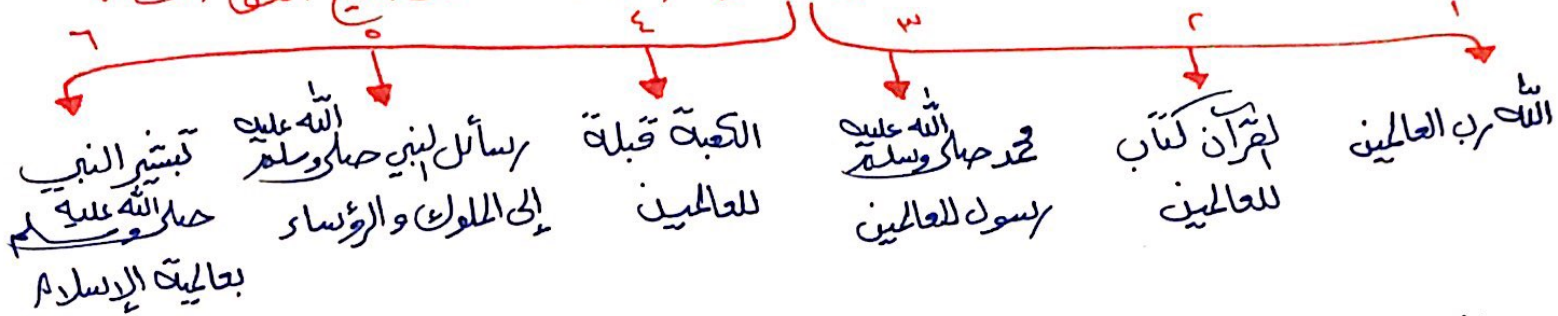 ١
٢
٣
٤
٥
٦
الله رب العالمين
القرآن كتاب
للعالمين
محمد صلى الله عليه وسلم
رسول للعالمين
الكعبة قبلة
للعالمين
رسائل النبي صلى الله عليه وسلم
إلى الملوك والرؤساء
تبشير النبي
صلى الله عليه وسلم
بعالمية الإسلام